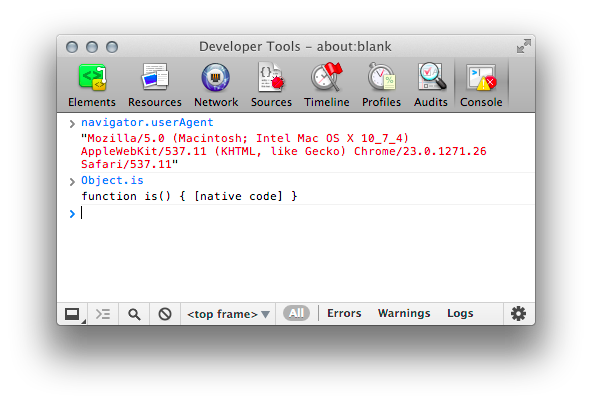 Developer Tools – about:blank
Elements Resources Network Sources Timeline Profiles Audits Console
> navigator.userAgent
"Mozilla/5.0 (Macintosh; Intel Mac OS X 10_7_4)
AppleWebKit/537.11 (KHTML, like Gecko) Chrome/23.0.1271.26
Safari/537.11"
> Object.is
function is() { [native code] }
>
<top frame> ▼ All Errors Warnings Logs